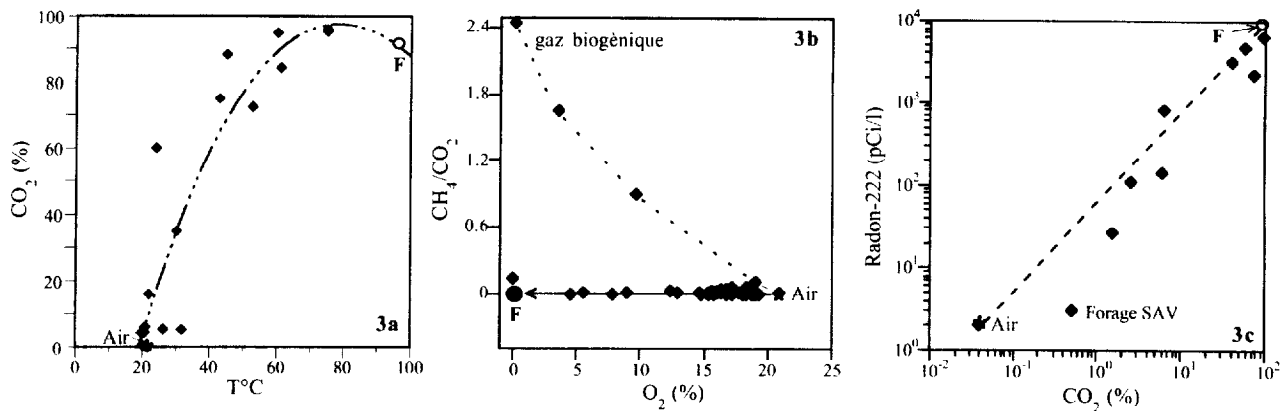 100
80
60
40
20
0
CO2 (%)
0 20 40 60 80 100
T°C
Air
F
3a
2.4
1.8
1.2
0.6
0
CH4/CO2
gaz biogènique
3b
F
Air
0 5 10 15 20 25
O2 (%)
10^4
10^3
10^2
10^1
10^0
Radon-222 (pCi/l)
F
Air
Forage SAV
3c
10^-2 10^-1 10^0 10^1 10^2
CO2 (%)